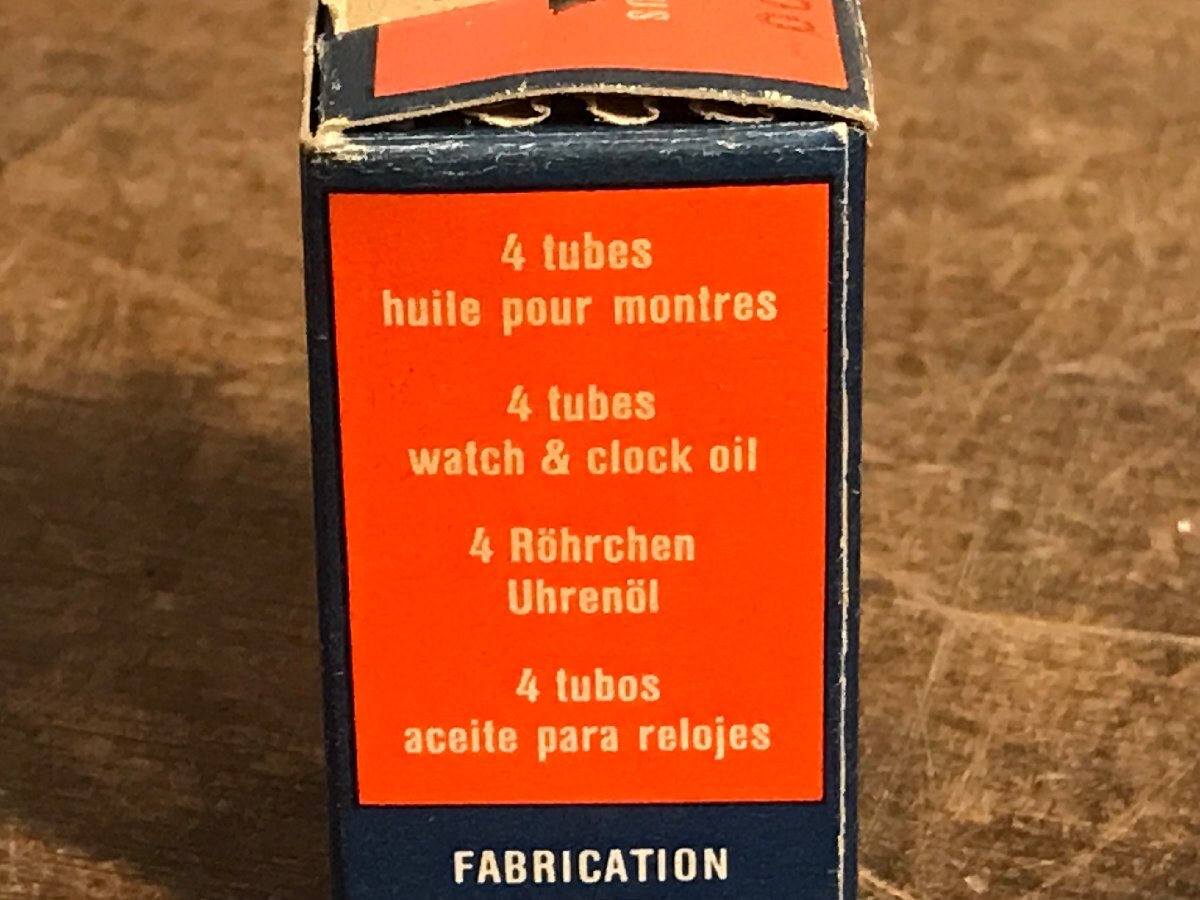 4 tubes
huile pour montres
4 tubes
watch & clock oil
4 Röhrchen
Uhrenöl
4 tubos
aceite para relojes
FABRICATION